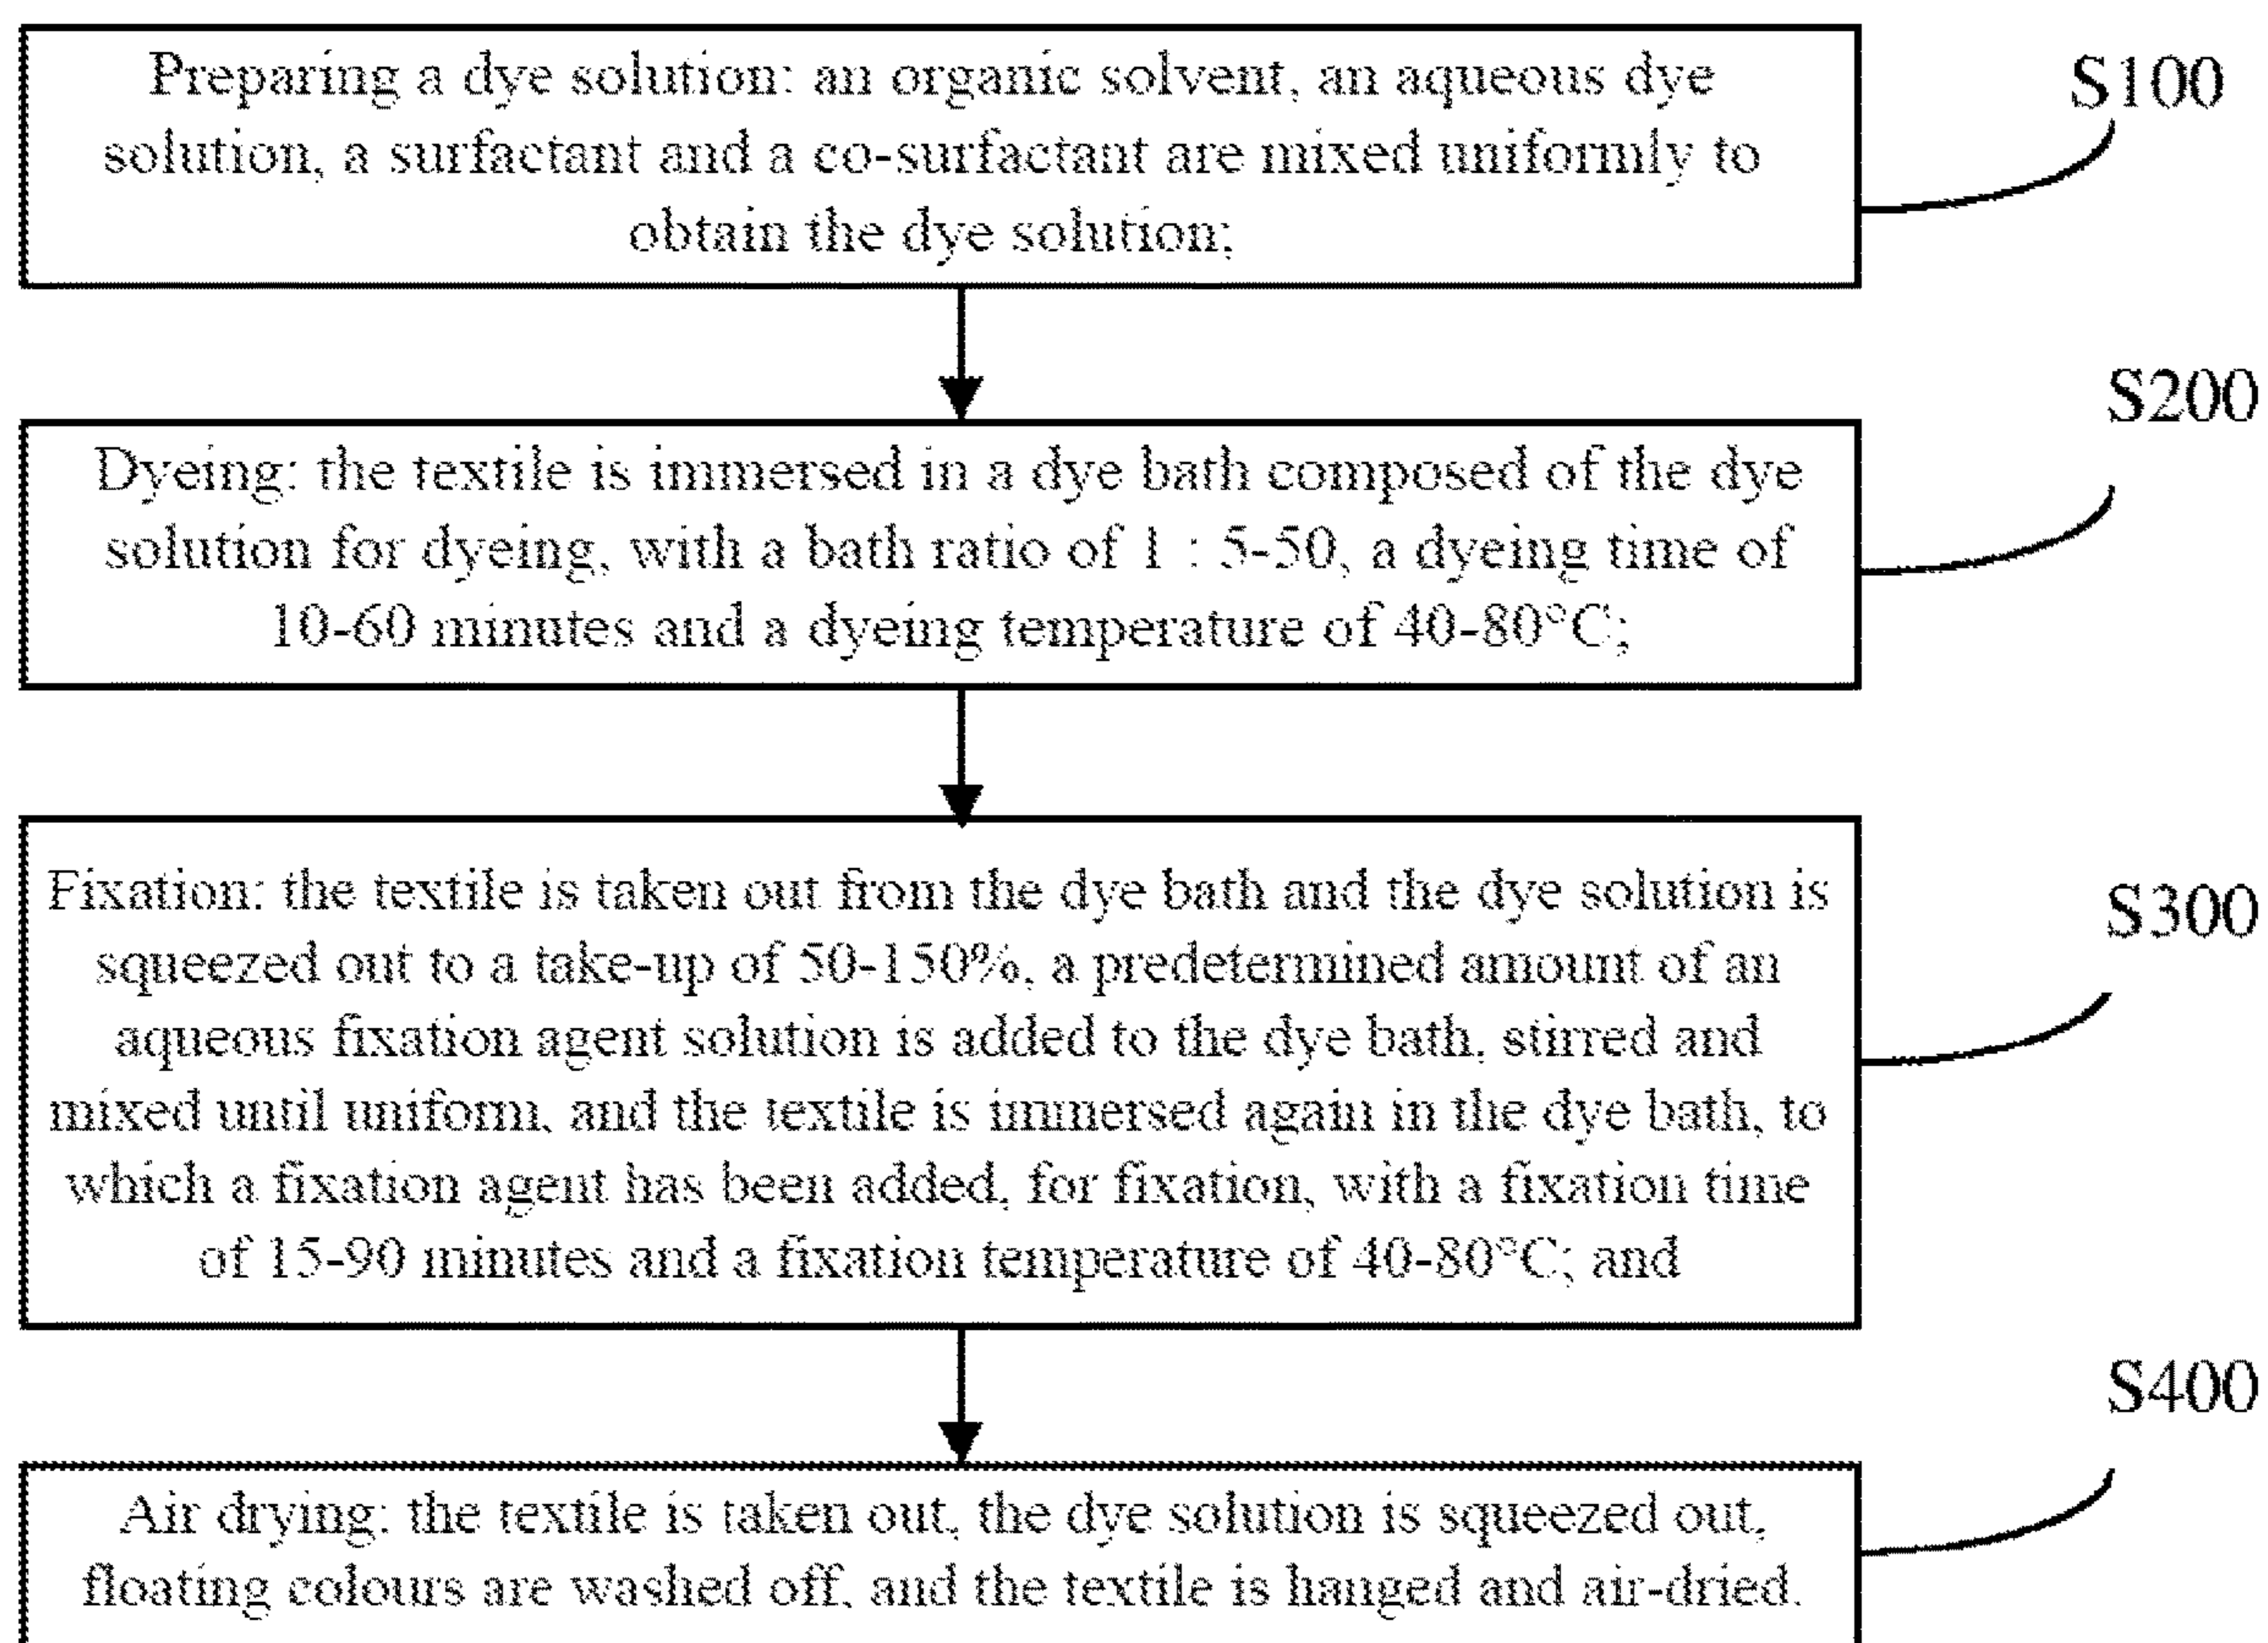 Preparing a dye solution: an organic solvent, an aqueous dye
solution, a surfactant and a co-surfactant are mixed uniformly to
obtain the dye solution;
S100
Dyeing: the textile is immersed in a dye bath composed of the dye
solution for dyeing, with a bath ratio of 1 : 5-50, a dyeing time of
10-60 minutes and a dyeing temperature of 40-80°C;
S200
Fixation: the textile is taken out from the dye bath and the dye solution is
squeezed out to a take-up of 50-150%, a predetermined amount of an
aqueous fixation agent solution is added to the dye bath, stirred and
mixed until uniform, and the textile is immersed again in the dye bath, to
which a fixation agent has been added, for fixation, with a fixation time
of 15-90 minutes and a fixation temperature of 40-80°C; and
S300
Air drying: the textile is taken out, the dye solution is squeezed out,
floating colours are washed off, and the textile is hanged and air-dried.
S400